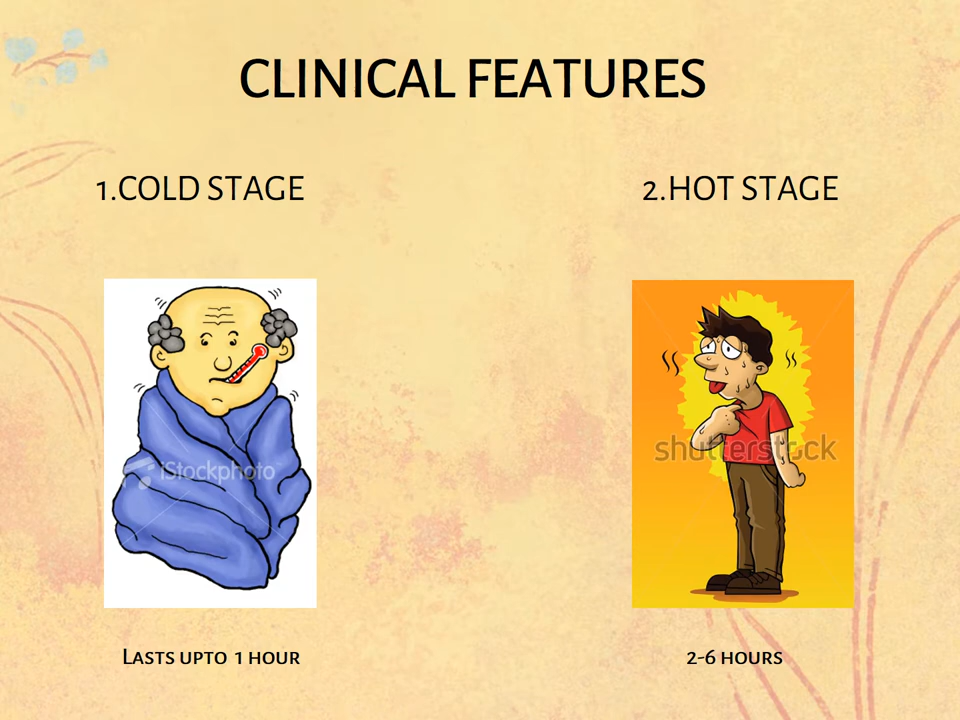 CLINICAL FEATURES
1.COLD STAGE
2.HOT STAGE
iStockphoto
shutterstock
Lasts upto 1 hour
2-6 hours